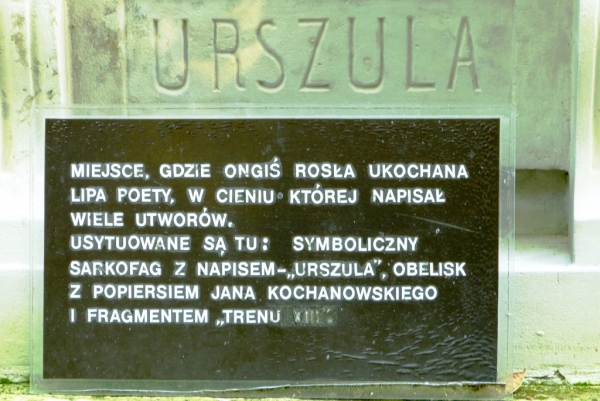 URSZULA
MIEJSCE, GDZIE ONGIŚ ROSŁA UKOCHANA
LIPA POETY, W CIENIU KTÓREJ NAPISAŁ
WIELE UTWORÓW.
USYTUOWANE SĄ TU: SYMBOLICZNY
SARKOFAG Z NAPISEM-„URSZULA”, OBELISK
Z POPIERSIEM JANA KOCHANOWSKIEGO
I FRAGMENTEM „TRENU